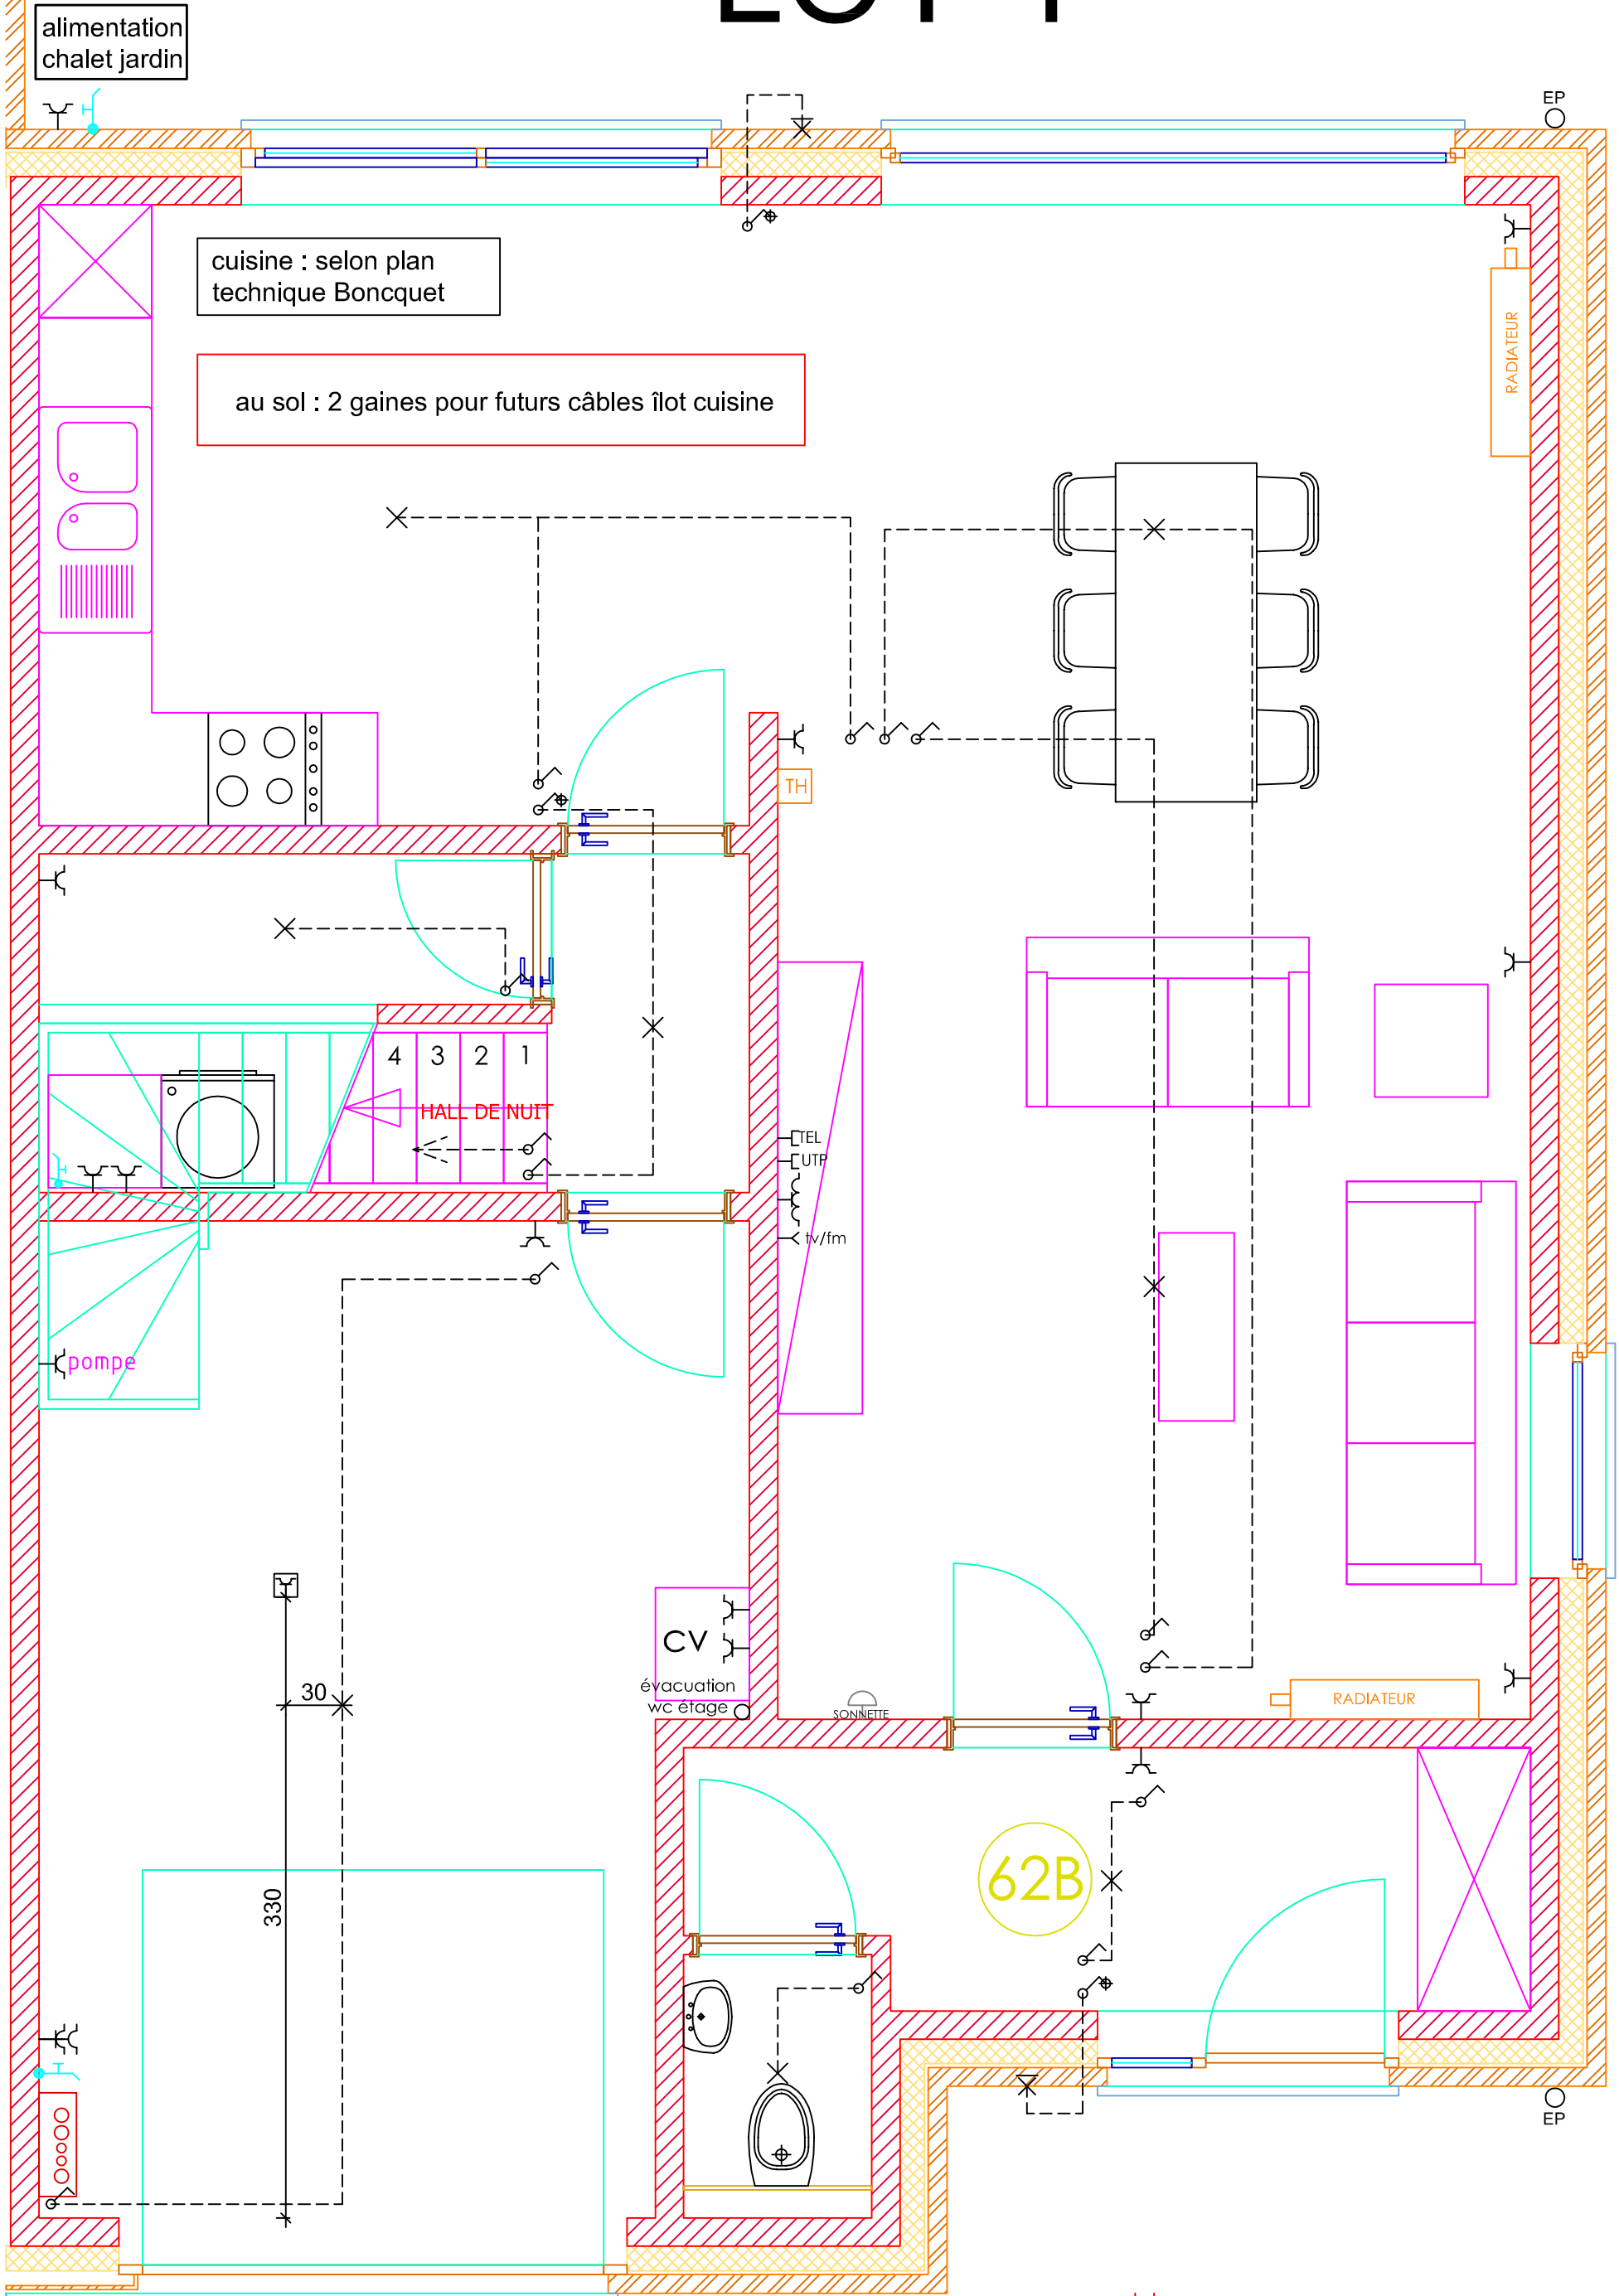 alimentation
chalet jardin
EP
cuisine : selon plan
technique Boncquet
RADIATEUR
au sol : 2 gaines pour futurs câbles îlot cuisine
TH
4 3 2 1
HALL DE NUIT
TEL
UTP
tv/fm
pompe
CV
évacuation
wc étage
SONNETTE
30
RADIATEUR
62B
330
EP